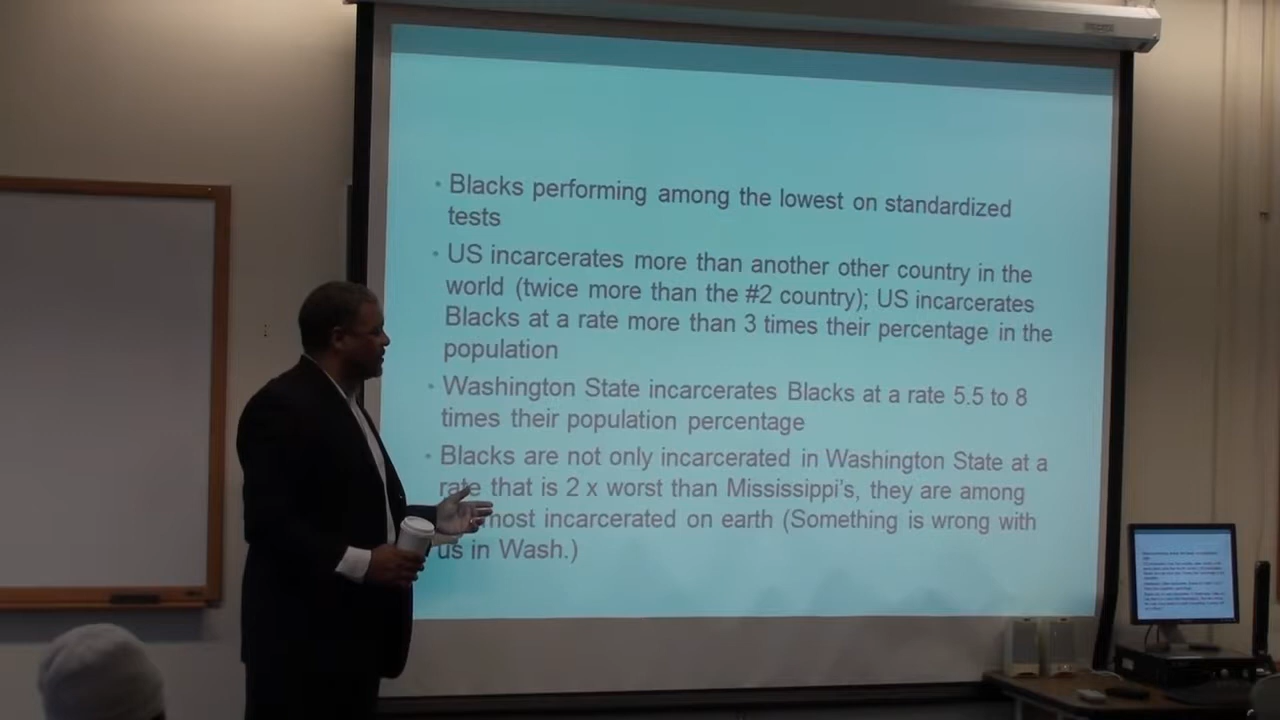 • Blacks performing among the lowest on standardized
tests
• US incarcerates more than another other country in the
world (twice more than the #2 country); US incarcerates
Blacks at a rate more than 3 times their percentage in the
population
• Washington State incarcerates Blacks at a rate 5.5 to 8
times their population percentage
• Blacks are not only incarcerated in Washington State at a
rate that is 2 x worst than Mississippi's, they are among
most incarcerated on earth (Something is wrong with
us in Wash.)